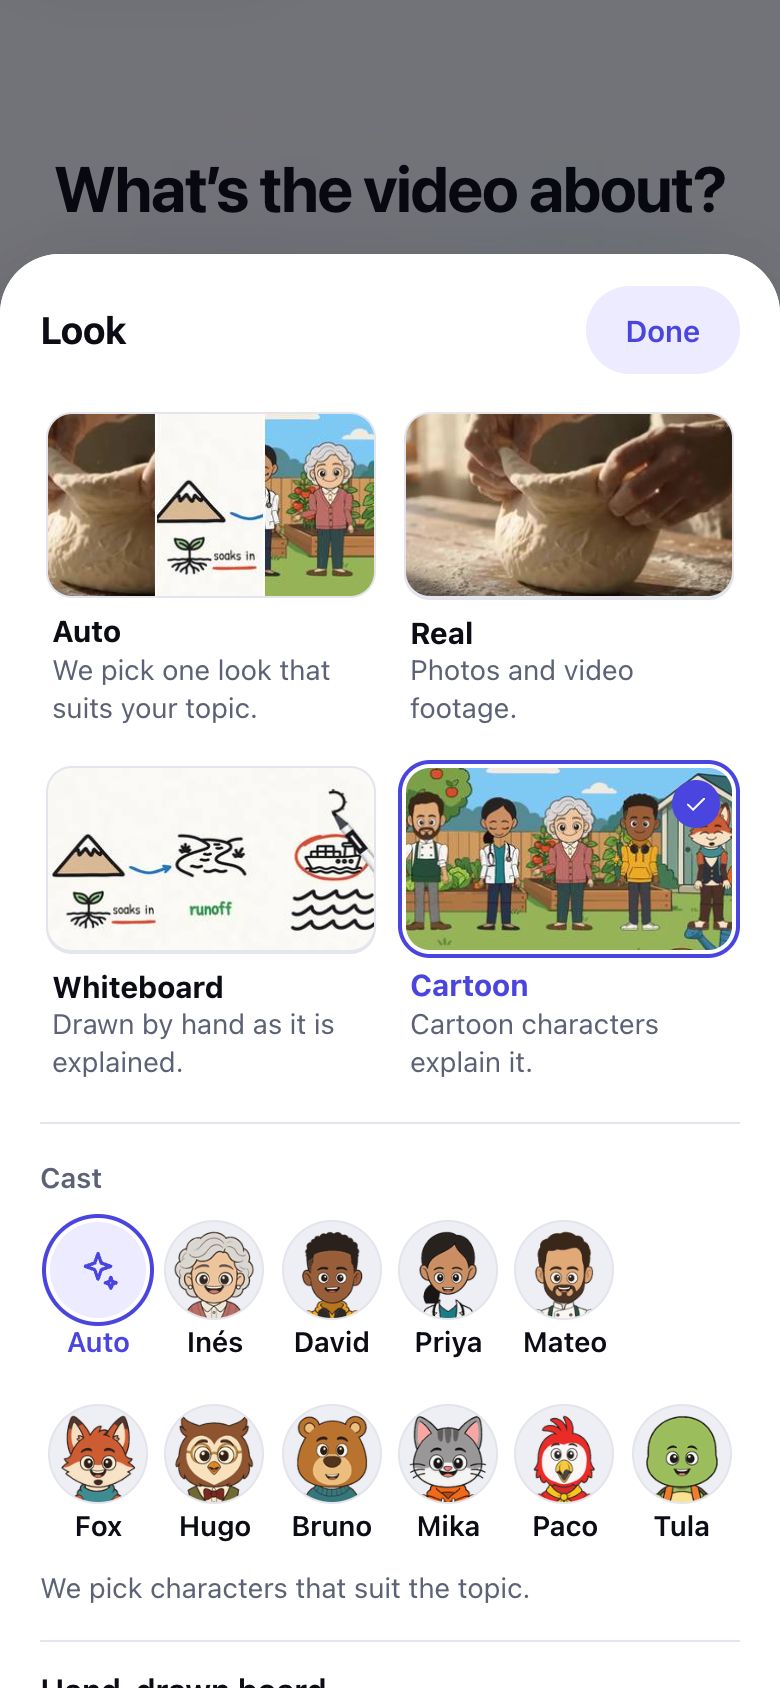 What's the video about?
Look
Done
soaks in
Auto
We pick one look that
suits your topic.
Real
Photos and video
footage.
soaks in
runoff
Whiteboard
Drawn by hand as it is
explained.
Cartoon
Cartoon characters
explain it.
Cast
Auto
Inés
David
Priya
Mateo
Fox
Hugo
Bruno
Mika
Paco
Tula
We pick characters that suit the topic.
Hand-drawn board